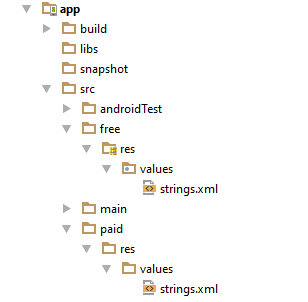 app
build
libs
snapshot
src
androidTest
free
res
values
strings.xml
main
paid
res
values
strings.xml